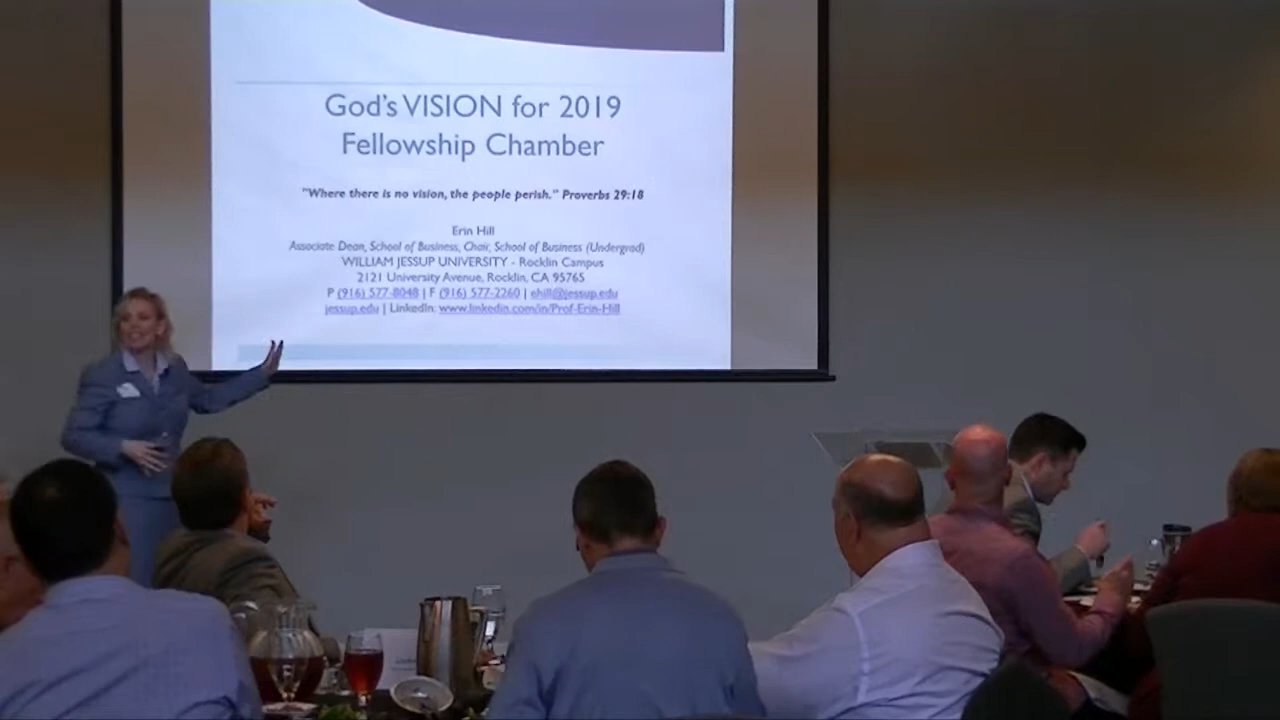 God's VISION for 2019
Fellowship Chamber
"Where there is no vision, the people perish." Proverbs 29:18
Erin Hill
Associate Dean, School of Business, Chair, School of Business (Undergrad)
WILLIAM JESSUP UNIVERSITY - Rocklin Campus
2121 University Avenue, Rocklin, CA 95765
P (916) 577-8048 | F (916) 577-2260 | ehill@jessup.edu
jessup.edu | LinkedIn: www.linkedin.com/in/Prof-Erin-Hill